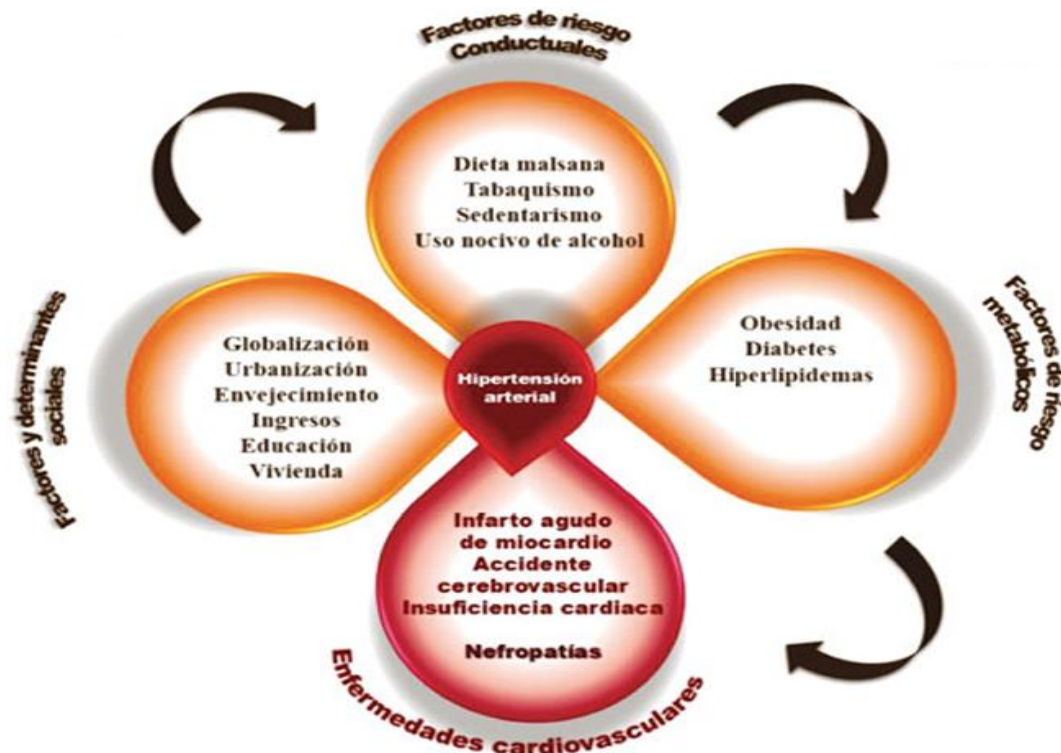 Factores de riesgo
Conductuales
Dieta malsana
Tabaquismo
Sedentarismo
Uso nocivo de alcohol
Factores y determinantes
sociales
Globalización
Urbanización
Envejecimiento
Ingresos
Educación
Vivienda
Hipertensión
arterial
Obesidad
Diabetes
Hiperlipidemas
Factores de riesgo
metabólicos
Infarto agudo
de miocardio
Accidente
cerebrovascular
Insuficiencia cardiaca
Nefropatías
Enfermedades cardiovasculares